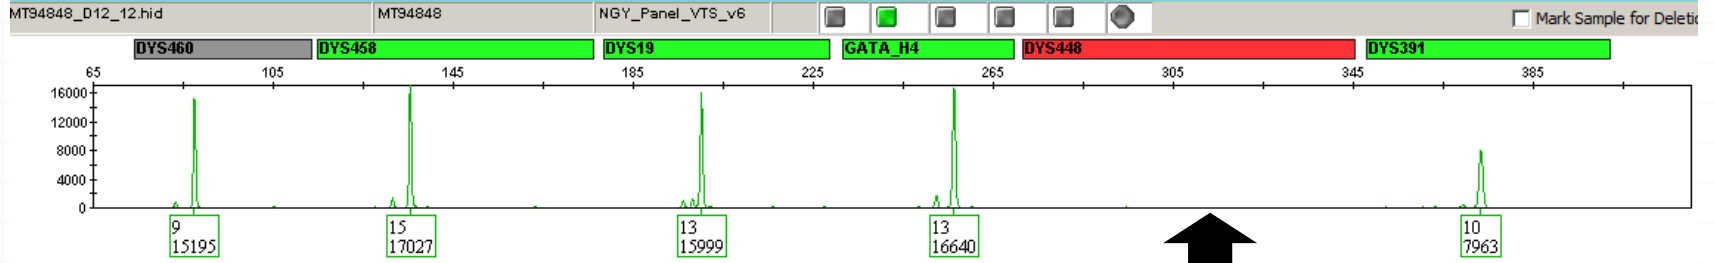 MT94848_D12_12.hid MT94848 NGY_Panel_VTS_v6 Mark Sample for Deletio
DYS460 DYS458 DYS19 GATA_H4 DYS448 DYS391
65 105 145 185 225 265 305 345 385
16000
12000
8000
4000
0
9 15 13 13 10
15195 17027 15999 16640 7963